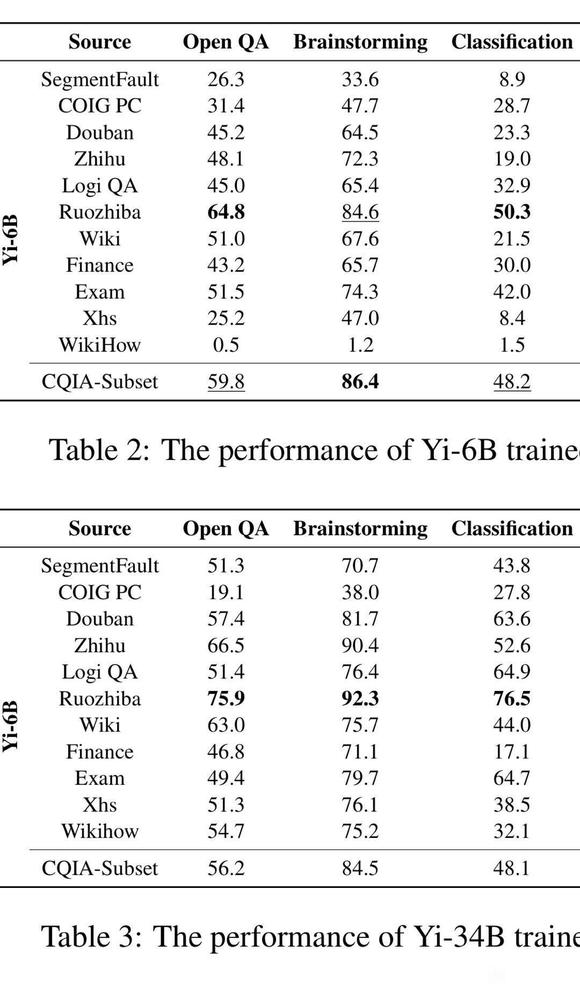 Source Open QA Brainstorming Classification
SegmentFault 26.3 33.6 8.9
COIG PC 31.4 47.7 28.7
Douban 45.2 64.5 23.3
Zhihu 48.1 72.3 19.0
Logi QA 45.0 65.4 32.9
Ruozhiba 64.8 84.6 50.3
Yi-6B
Wiki 51.0 67.6 21.5
Finance 43.2 65.7 30.0
Exam 51.5 74.3 42.0
Xhs 25.2 47.0 8.4
WikiHow 0.5 1.2 1.5
CQIA-Subset 59.8 86.4 48.2
Table 2: The performance of Yi-6B traine
Source Open QA Brainstorming Classification
SegmentFault 51.3 70.7 43.8
COIG PC 19.1 38.0 27.8
Douban 57.4 81.7 63.6
Zhihu 66.5 90.4 52.6
Logi QA 51.4 76.4 64.9
Ruozhiba 75.9 92.3 76.5
Yi-6B
Wiki 63.0 75.7 44.0
Finance 46.8 71.1 17.1
Exam 49.4 79.7 64.7
Xhs 51.3 76.1 38.5
Wikihow 54.7 75.2 32.1
CQIA-Subset 56.2 84.5 48.1
Table 3: The performance of Yi-34B traine